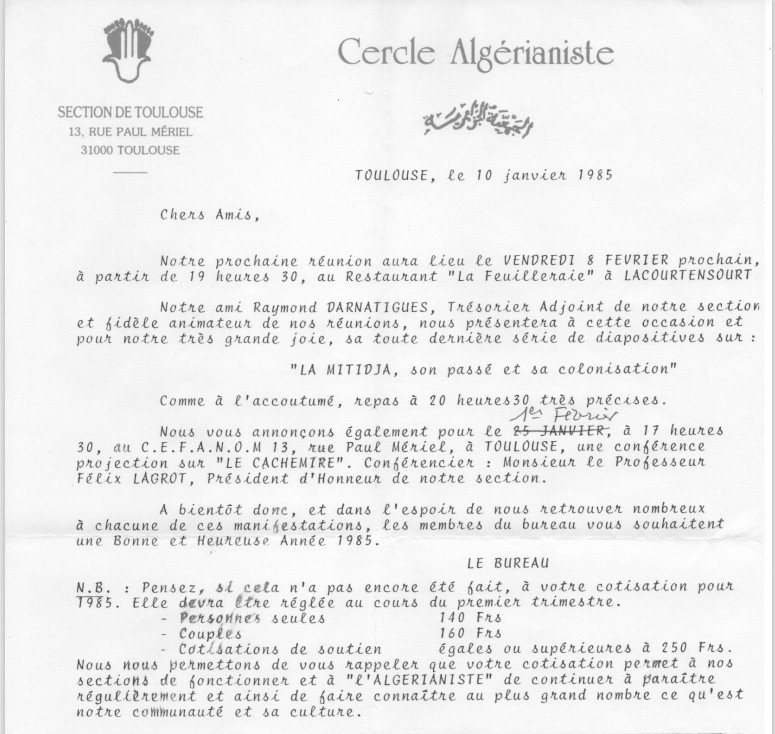 Cercle Algérianiste
SECTION DE TOULOUSE
13, RUE PAUL MÉRIEL
31000 TOULOUSE
TOULOUSE, le 10 janvier 1985
Chers Amis,
Notre prochaine réunion aura lieu le VENDREDI 8 FEVRIER prochain,
à partir de 19 heures 30, au Restaurant "La Feuilleraie" à LACOURTENSOURT
Notre ami Raymond DARNATIGUES, Trésorier Adjoint de notre section
et fidèle animateur de nos réunions, nous présentera à cette occasion et
pour notre très grande joie, sa toute dernière série de diapositives sur :
"LA MITIDJA, son passé et sa colonisation"
Comme à l'accoutumé, repas à 20 heures30 très précises.
1er Fevrier
Nous vous annonçons également pour le 25 JANVIER, à 17 heures
30, au C.E.F.A.N.O.M 13, rue Paul Mériel, à TOULOUSE, une conférence
projection sur "LE CACHEMIRE". Conférencier : Monsieur le Professeur
Félix LAGROT, Président d'Honneur de notre section.
A bientôt donc, et dans l'espoir de nous retrouver nombreux
à chacune de ces manifestations, les membres du bureau vous souhaitent
une Bonne et Heureuse Année 1985.
LE BUREAU
N.B. : Pensez, si cela n'a pas encore été fait, à votre cotisation pour
1985. Elle devra être réglée au cours du premier trimestre.
- Personnes seules 140 Frs
- Couples 160 Frs
- Cotisations de soutien égales ou supérieures à 250 Frs.
Nous nous permettons de vous rappeler que votre cotisation permet à nos
sections de fonctionner et à "l'ALGERIANISTE" de continuer à paraître
régulièrement et ainsi de faire connaître au plus grand nombre ce qu'est
notre communauté et sa culture.